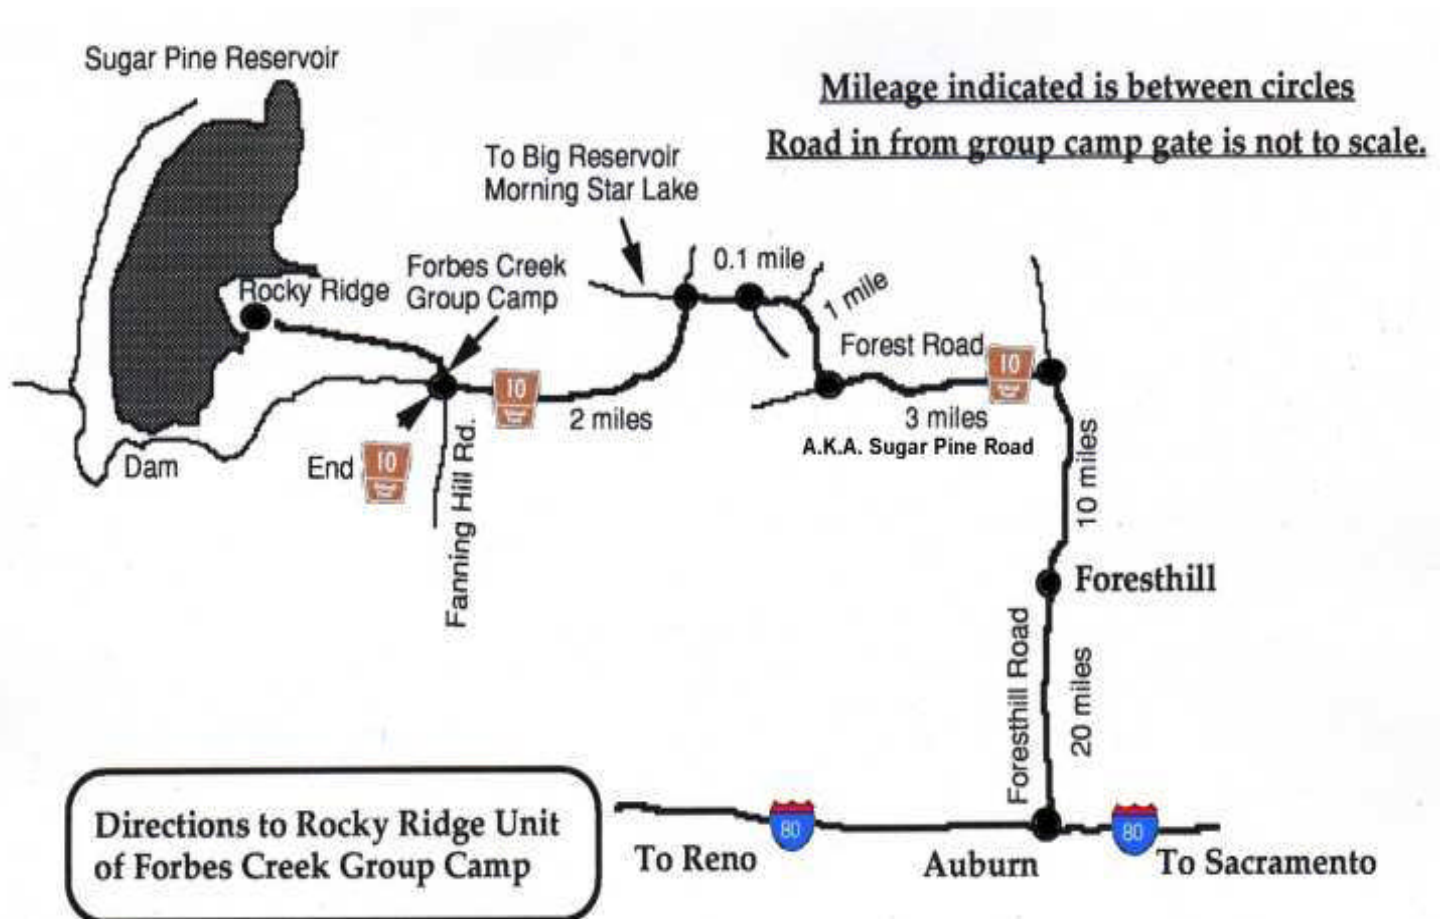 Sugar Pine Reservoir
Mileage indicated is between circles
Road in from group camp gate is not to scale.
To Big Reservoir
Morning Star Lake
0.1 mile
1 mile
Forbes Creek
Group Camp
Rocky Ridge
Forest Road
10
10
2 miles
3 miles
A.K.A. Sugar Pine Road
10 miles
Dam
End
10
Fanning Hill Rd.
Foresthill
Foresthill Road
20 miles
Directions to Rocky Ridge Unit
of Forbes Creek Group Camp
80
80
To Reno
Auburn
To Sacramento